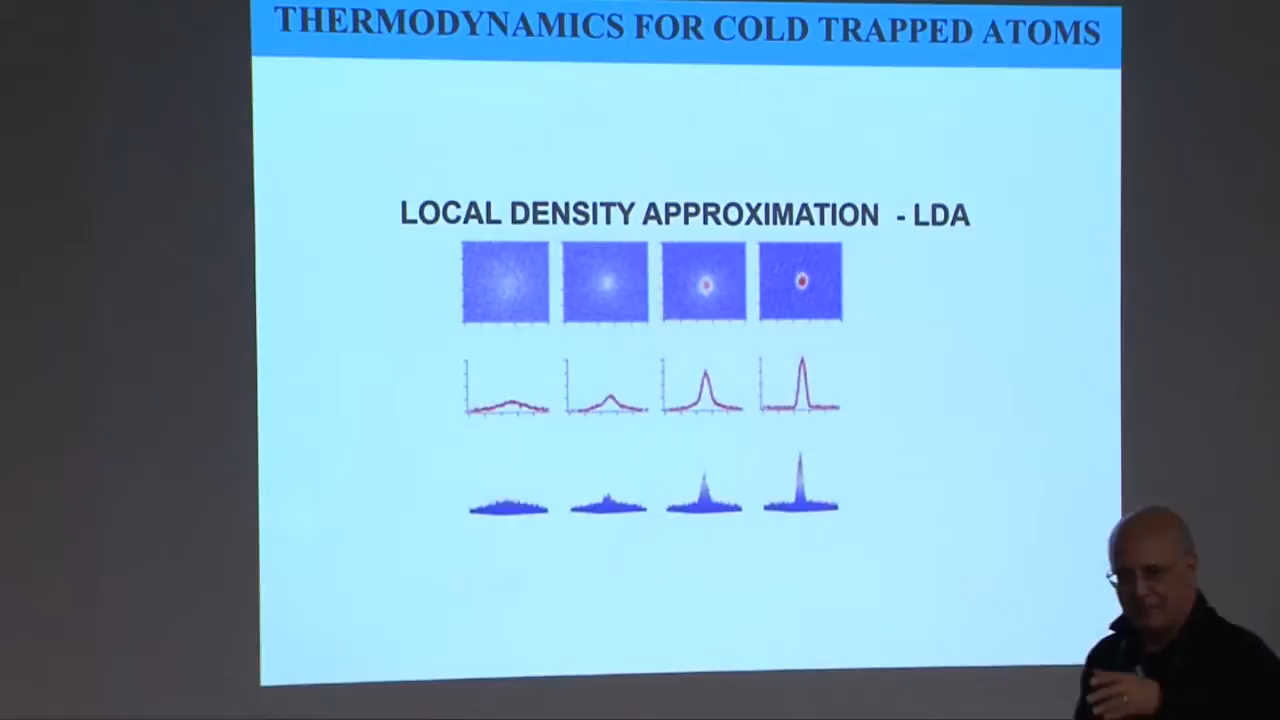 THERMODYNAMICS FOR COLD TRAPPED ATOMS
LOCAL DENSITY APPROXIMATION - LDA